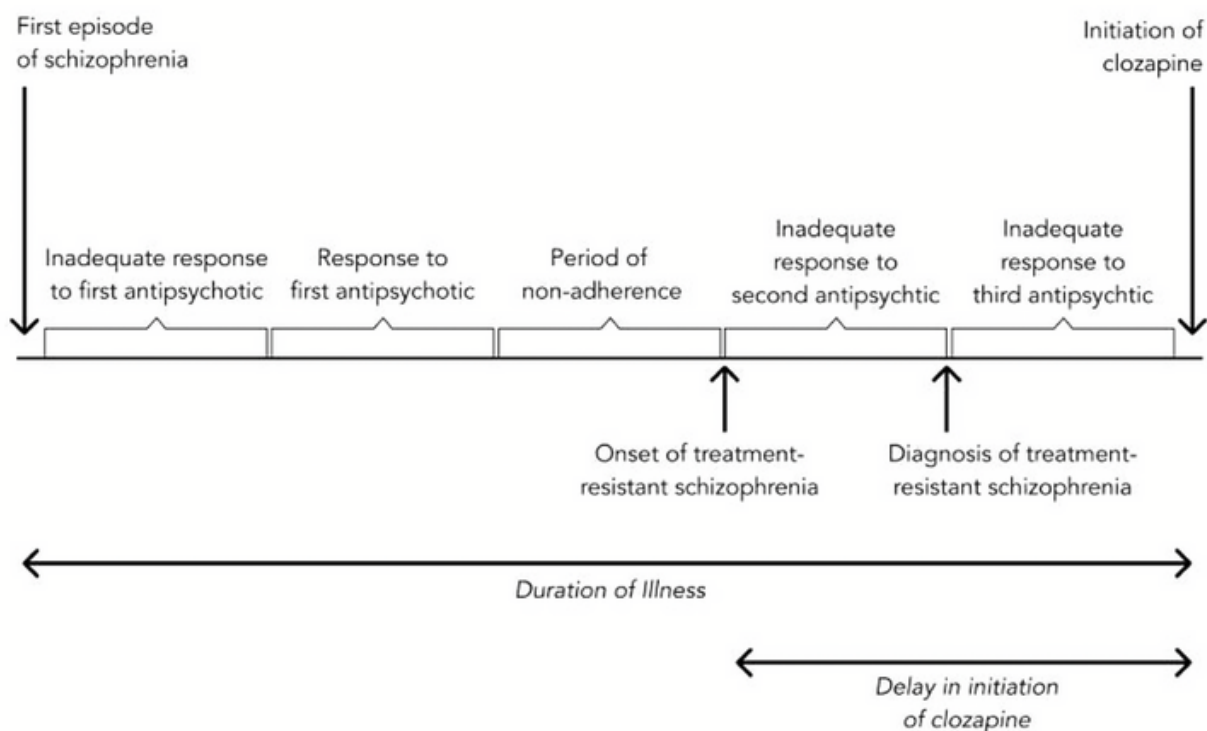 First episode
of schizophrenia
Initiation of
clozapine
Inadequate response
to first antipsychotic
Response to
first antipsychotic
Period of
non-adherence
Inadequate
response to
second antipsychtic
Inadequate
response to
third antipsychtic
Onset of treatment-
resistant schizophrenia
Diagnosis of treatment-
resistant schizophrenia
Duration of Illness
Delay in initiation
of clozapine